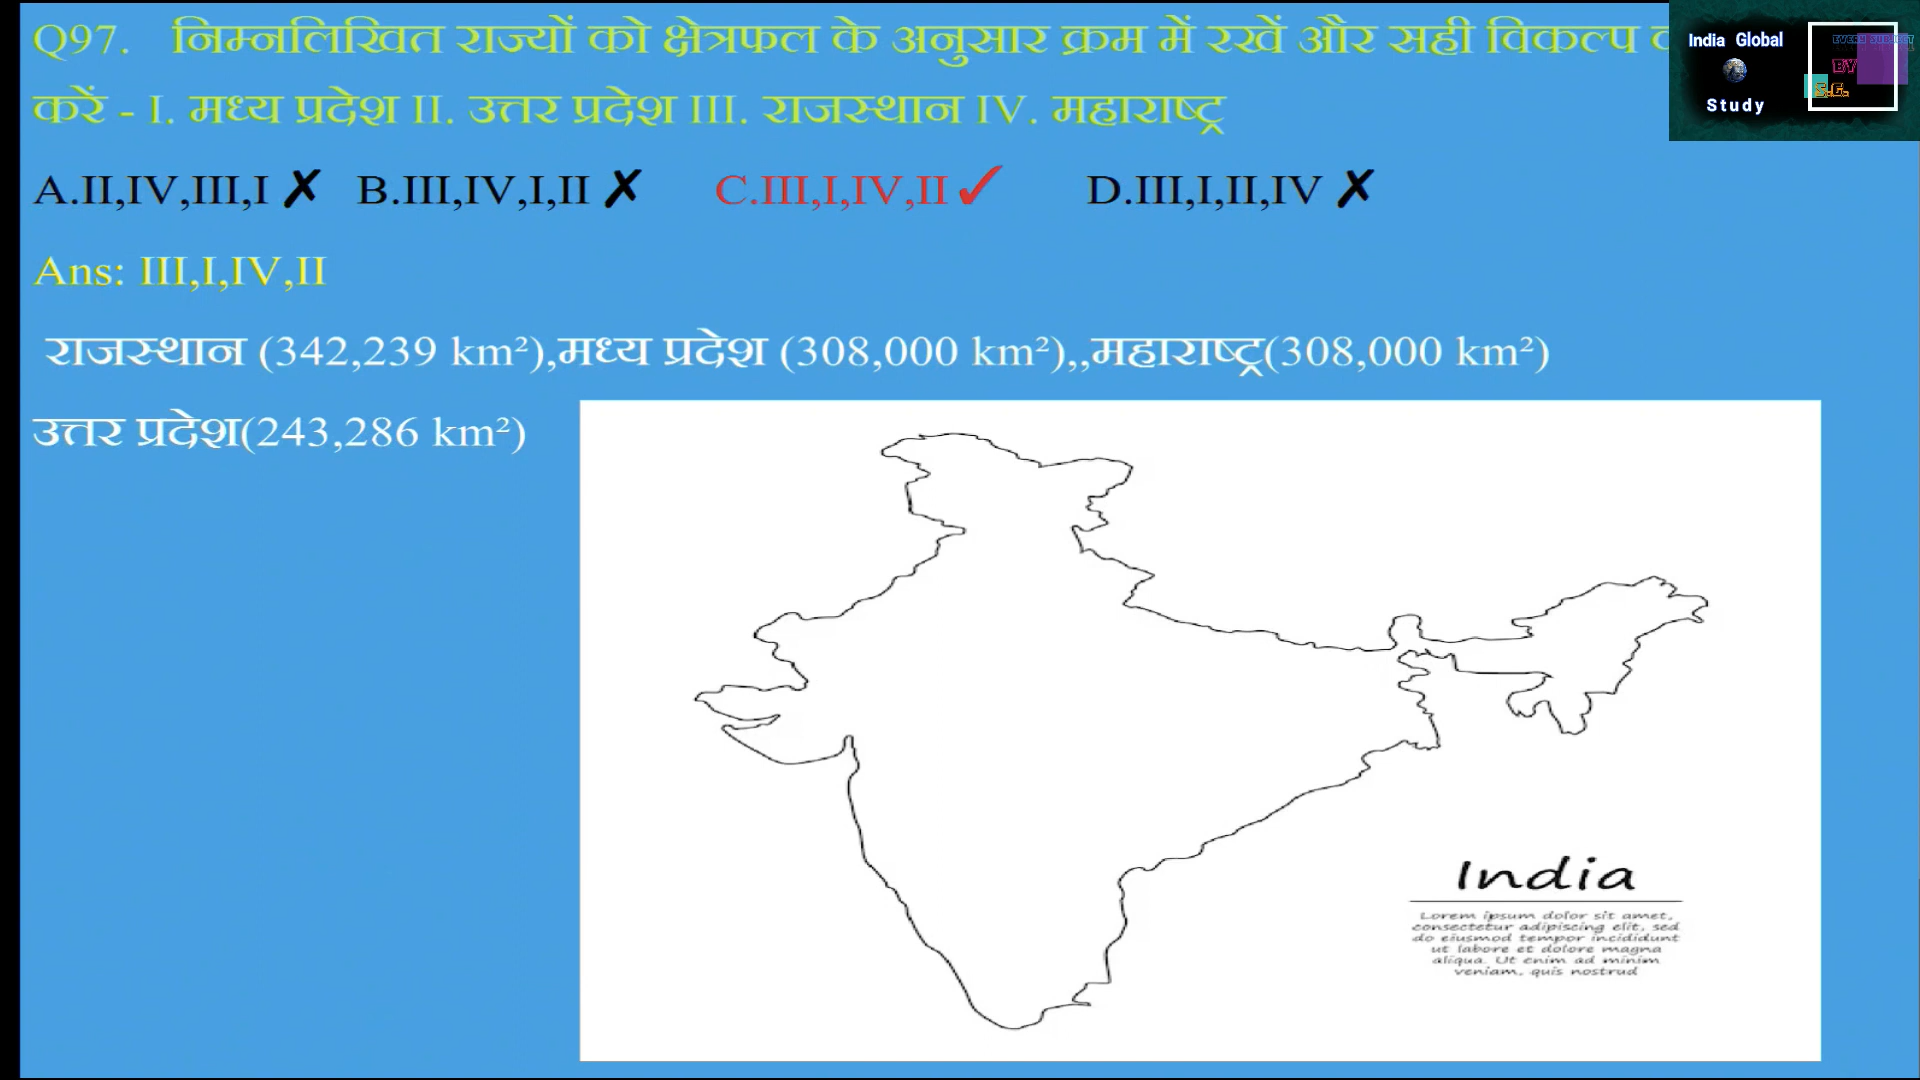 Q97. निम्नलिखित राज्यों को क्षेत्रफल के अनुसार क्रम में रखें और सही विकल्प
करें - I. मध्य प्रदेश II. उत्तर प्रदेश III. राजस्थान IV. महाराष्ट्र
A.II,IV,III,I ✗ B.III,IV,I,II ✗ C.III,I,IV,II ✓ D.III,I,II,IV ✗
Ans: III,I,IV,II
राजस्थान (342,239 km²),मध्य प्रदेश (308,000 km²),,महाराष्ट्र(308,000 km²)
उत्तर प्रदेश(243,286 km²)
India Global
Study
EVERY SUBJECT
BY
S.G.
India
Lorem ipsum dolor sit amet,
consectetur adipiscing elit, sed
do eiusmod tempor incididunt
ut labore et dolore magna
aliqua. Ut enim ad minim
veniam, quis nostrud